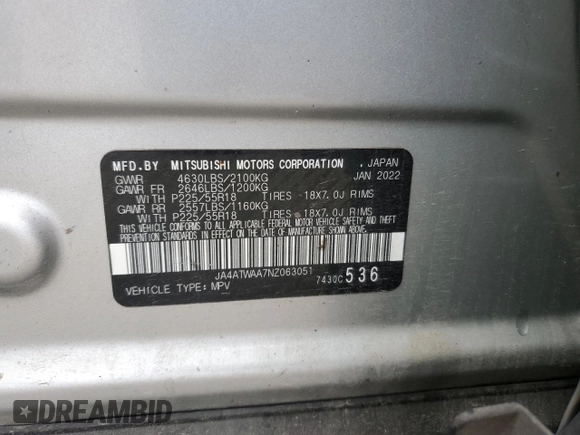 MFD.BY MITSUBISHI MOTORS CORPORATION , JAPAN
GVWR 4630LBS/2100KG JAN 2022
GAWR FR 2646LBS/1200KG
WITH P225/55R18 TIRES -18X7.0J RIMS
GAWR RR 2557LBS/1160KG
WITH P225/55R18 TIRES -18X7.0J RIMS
THIS VEHICLE CONFORMS TO ALL APPLICABLE FEDERAL MOTOR VEHICLE SAFETY AND THEFT
PREVENTION STANDARDS IN EFFECT ON THE DATE OF MANUFACTURE SHOWN ABOVE.
JA4ATWAA7NZ063051
7430C 536
VEHICLE TYPE: MPV
DREAMBID